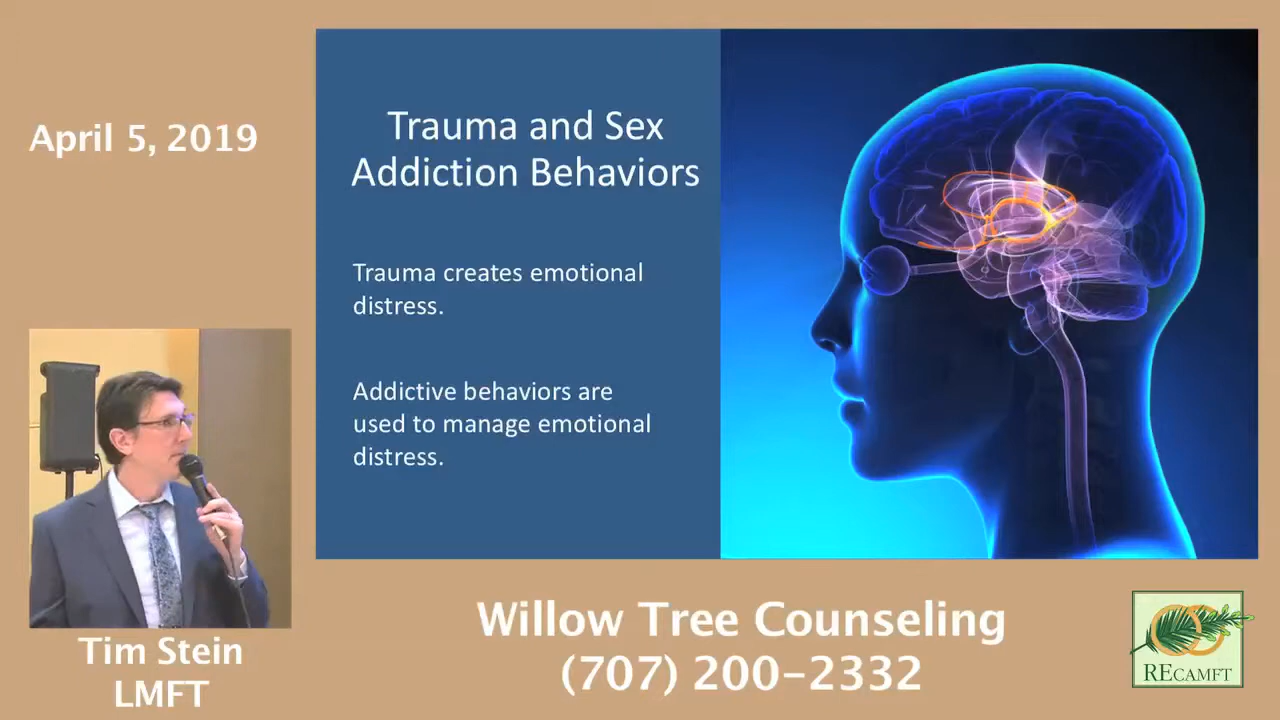 April 5, 2019
Trauma and Sex
Addiction Behaviors
Trauma creates emotional
distress.
Addictive behaviors are
used to manage emotional
distress.
Tim Stein
LMFT
Willow Tree Counseling
(707) 200-2332
RECAMFT